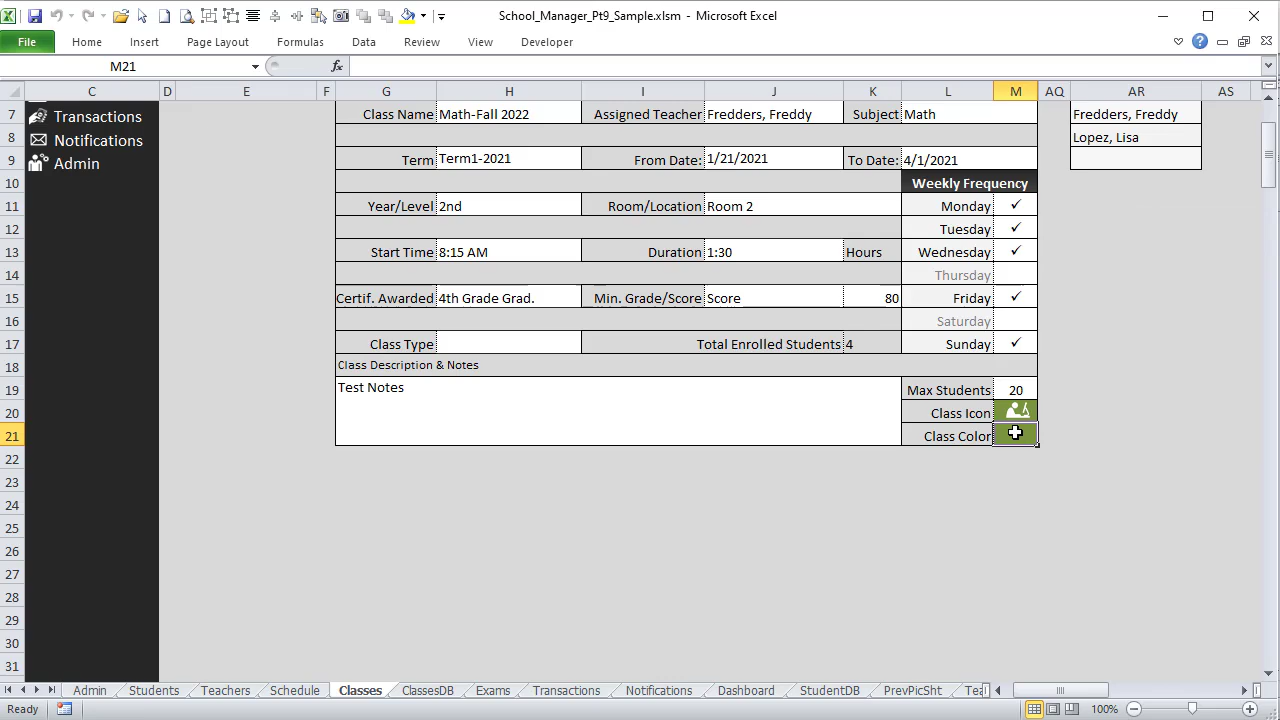 School_Manager_Pt9_Sample.xlsm - Microsoft Excel
File Home Insert Page Layout Formulas Data Review View Developer
M21 fx
C D E F G H I J K L M AQ AR AS
7 Transactions Class Name Math-Fall 2022 Assigned Teacher Fredders, Freddy Subject Math Fredders, Freddy
8 Notifications Lopez, Lisa
9 Admin Term Term1-2021 From Date: 1/21/2021 To Date: 4/1/2021
10 Weekly Frequency
11 Year/Level 2nd Room/Location Room 2 Monday ✓
12 Tuesday ✓
13 Start Time 8:15 AM Duration 1:30 Hours Wednesday ✓
14 Thursday
15 Certif. Awarded 4th Grade Grad. Min. Grade/Score Score 80 Friday ✓
16 Saturday
17 Class Type Total Enrolled Students 4 Sunday ✓
18 Class Description & Notes
19 Test Notes Max Students 20
20 Class Icon
21 Class Color
22
23
24
25
26
27
28
29
30
31
Admin Students Teachers Schedule Classes ClassesDB Exams Transactions Notifications Dashboard StudentDB PrevPicSht Tea
Ready 100%